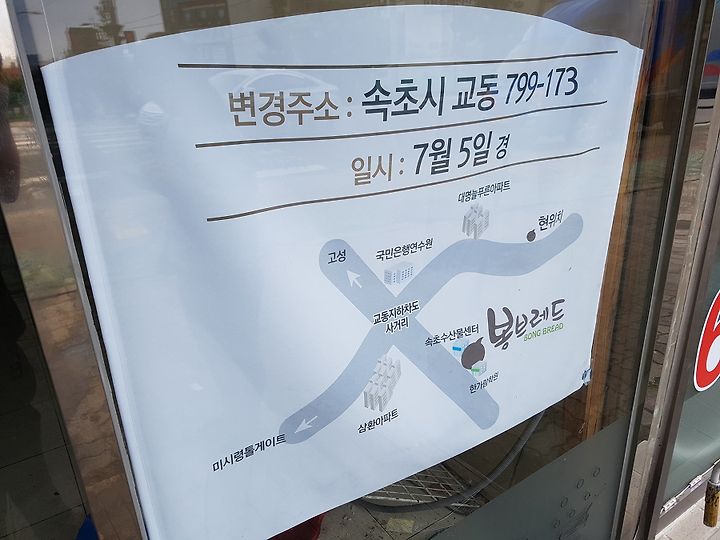 변경주소 : 속초시 교동 799-173
일시 : 7월 5일 경
대명늘푸른아파트
현위치
고성
국민은행연수원
교동지하차도
사거리
속초수산물센터
봉브레드
BONG BREAD
한가람학원
삼환아파트
미시령톨게이트